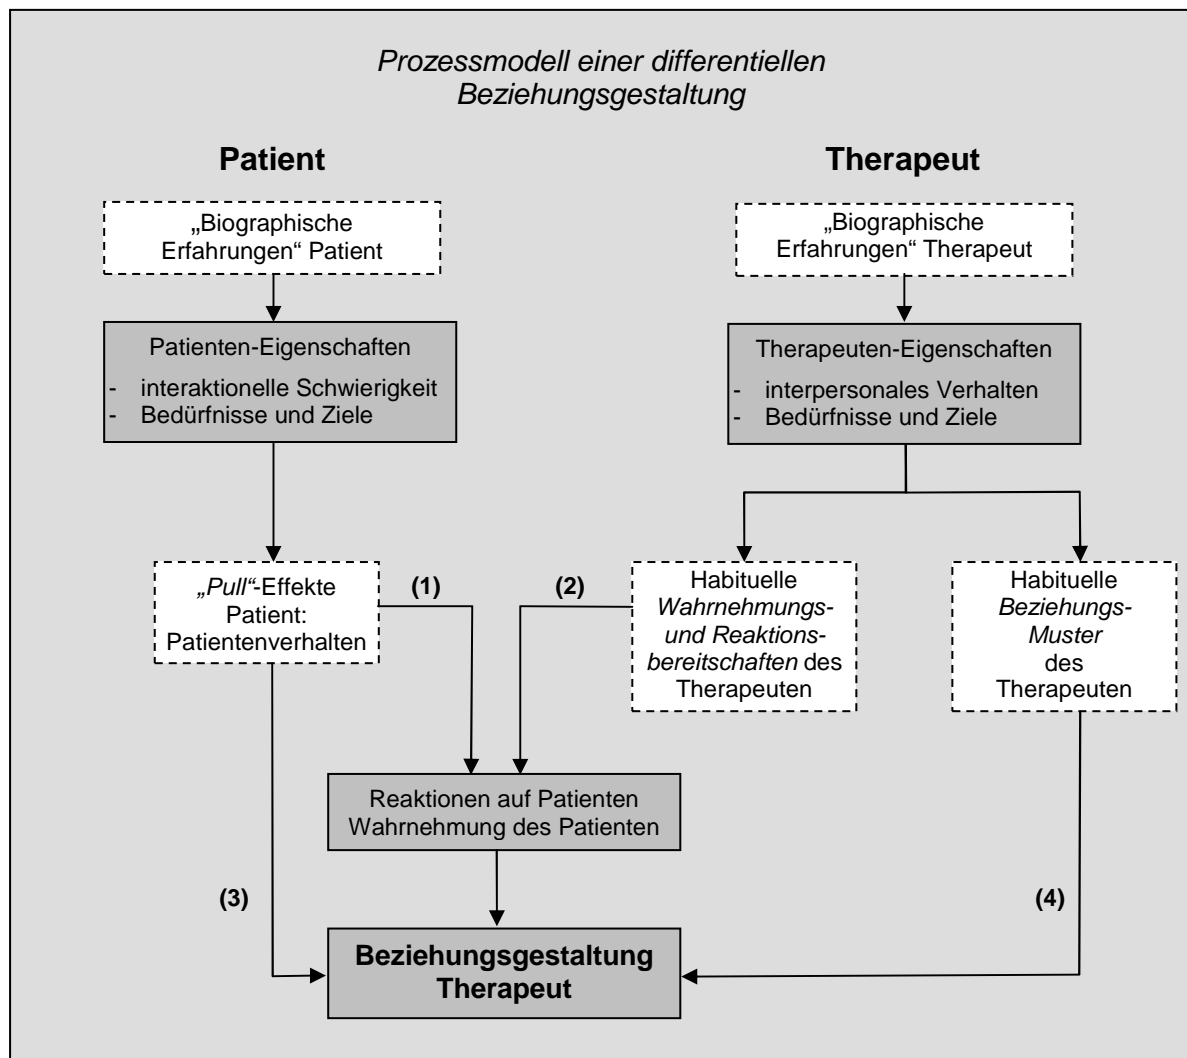 Prozessmodell einer differentiellen
Beziehungsgestaltung
Patient
Therapeut
„Biographische
Erfahrungen“ Patient
„Biographische
Erfahrungen“ Therapeut
Patienten-Eigenschaften
- interaktionelle Schwierigkeit
- Bedürfnisse und Ziele
Therapeuten-Eigenschaften
- interpersonales Verhalten
- Bedürfnisse und Ziele
„Pull“-Effekte
Patient:
Patientenverhalten
(1)
(2)
Habituelle
Wahrnehmungs-
und Reaktions-
bereitschaften des
Therapeuten
Habituelle
Beziehungs-
Muster
des
Therapeuten
Reaktionen auf Patienten
Wahrnehmung des Patienten
(3)
(4)
Beziehungsgestaltung
Therapeut